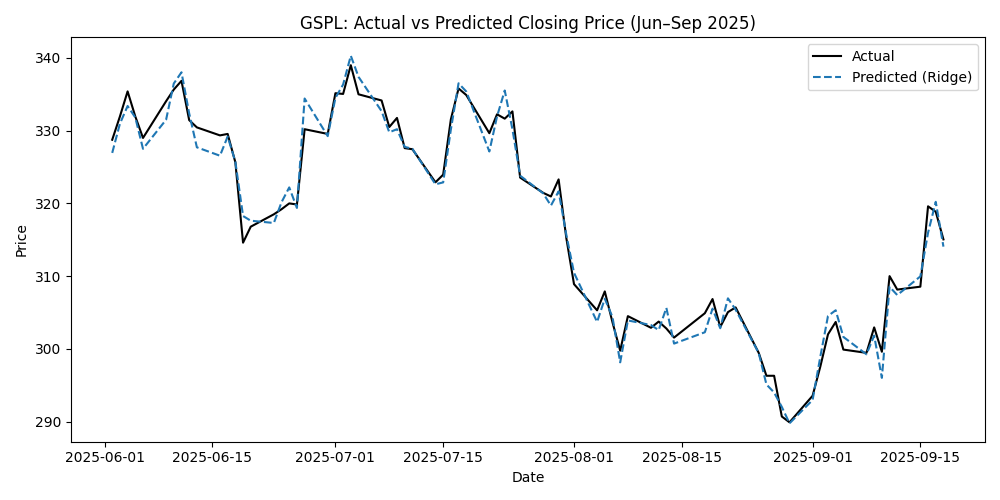 GSPL: Actual vs Predicted Closing Price (Jun–Sep 2025)
Actual
Predicted (Ridge)
Price
340
330
320
310
300
290
2025-06-01 2025-06-15 2025-07-01 2025-07-15 2025-08-01 2025-08-15 2025-09-01 2025-09-15
Date